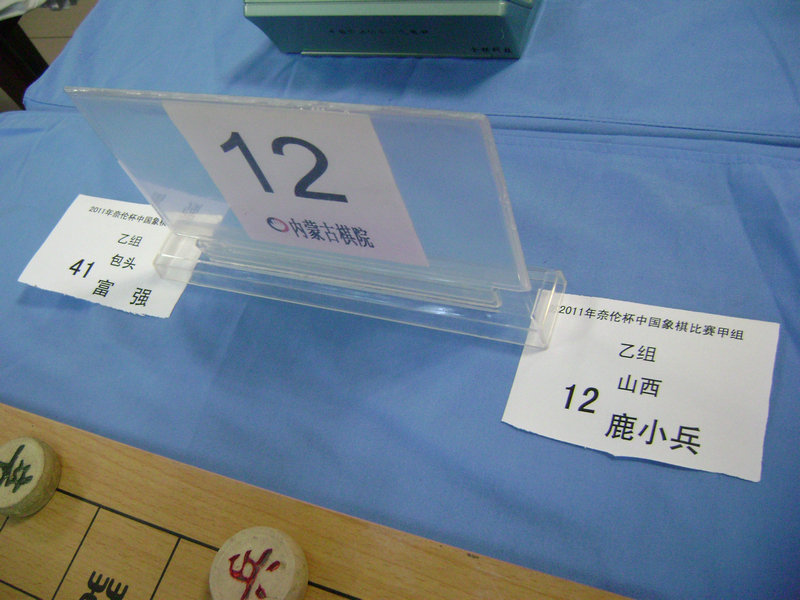 12
内蒙古棋院
2011年奈伦杯中国象棋
乙组
包头
41
富 强
2011年奈伦杯中国象棋比赛甲组
乙组
山西
12
鹿小兵
兵